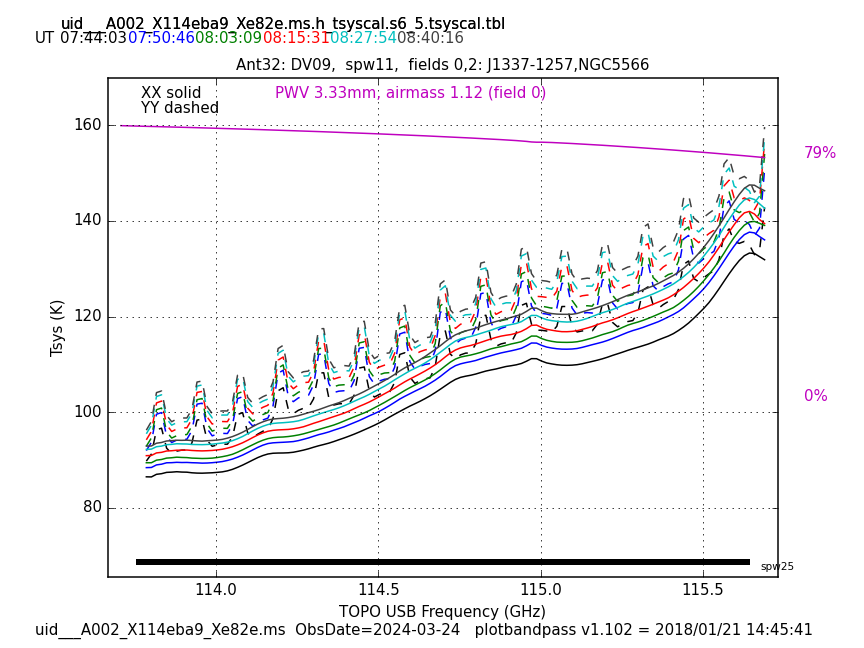 uid___A002_X114eba9_Xe82e.ms.h_tsyscal.s6_5.tsyscal.tbl
UT 07:44:03 07:50:46 08:03:09 08:15:31 08:27:54 08:40:16
Ant32: DV09,  spw11,  fields 0,2: J1337-1257,NGC5566
XX solid
YY dashed
PWV 3.33mm, airmass 1.12 (field 0)
160
140
120
100
80
Tsys (K)
79%
0%
spw25
114.0 114.5 115.0 115.5
TOPO USB Frequency (GHz)
uid___A002_X114eba9_Xe82e.ms  ObsDate=2024-03-24   plotbandpass v1.102 = 2018/01/21 14:45:41